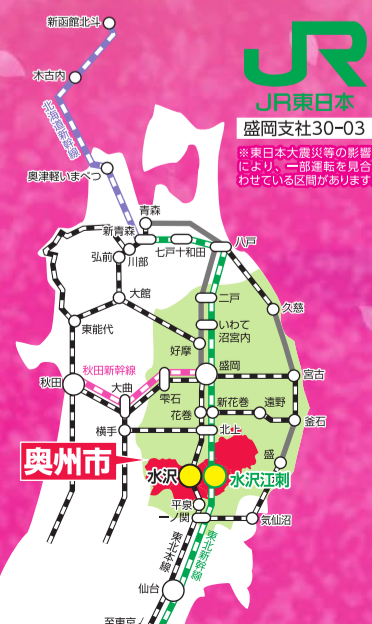 新函館北斗
木古内
北海道新幹線
奥津軽いまべつ
JR
JR東日本
盛岡支社30-03
※東日本大震災等の影響
により、一部運転を見合
わせている区間があります
青森
新青森
七戸十和田
八戸
弘前
川部
大館
二戸
久慈
いわて
沼宮内
東能代
好摩
秋田新幹線
盛岡
宮古
秋田
大曲
雫石
花巻
新花巻
遠野
釜石
横手
北上
盛
奥州市
水沢
水沢江刺
平泉
一ノ関
気仙沼
東北本線
東北新幹線
仙台
至東京